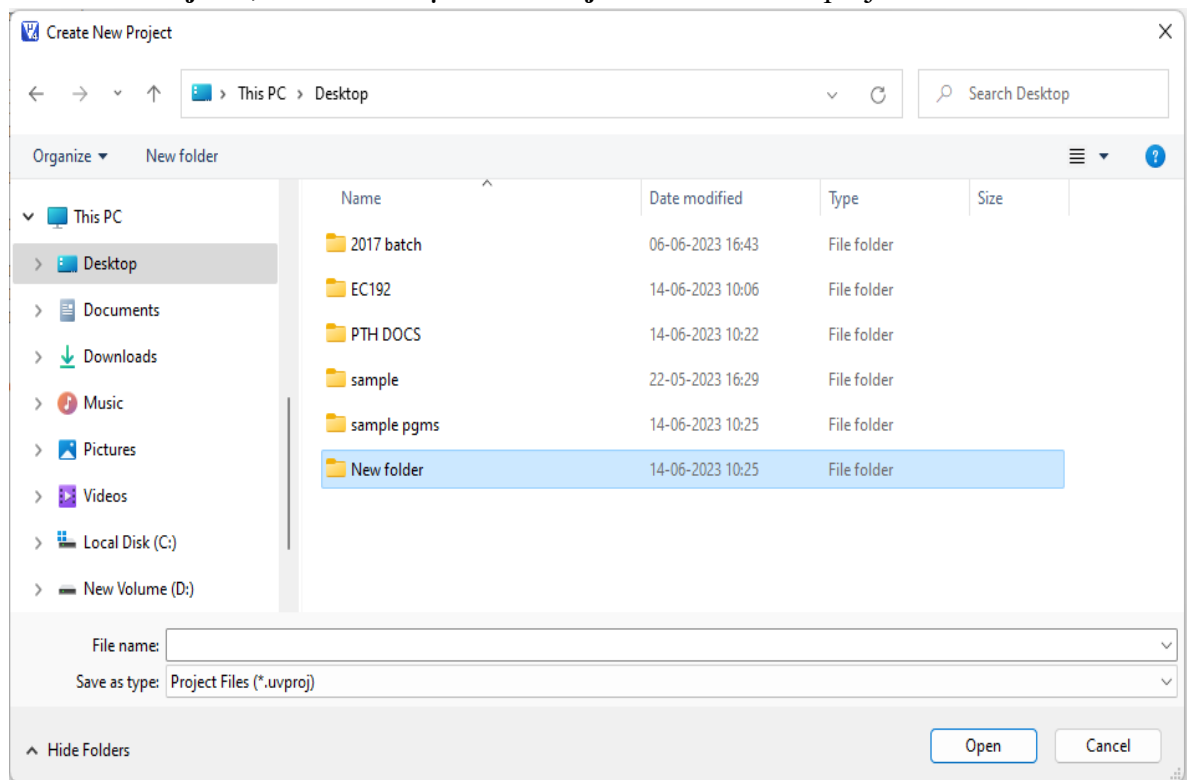 Create New Project
This PC > Desktop
Search Desktop
Organize
New folder
Name Date modified Type Size
This PC
Desktop
Documents
Downloads
Music
Pictures
Videos
Local Disk (C:)
New Volume (D:)
2017 batch 06-06-2023 16:43 File folder
EC192 14-06-2023 10:06 File folder
PTH DOCS 14-06-2023 10:22 File folder
sample 22-05-2023 16:29 File folder
sample pgms 14-06-2023 10:25 File folder
New folder 14-06-2023 10:25 File folder
File name:
Save as type: Project Files (*.uvproj)
Hide Folders
Open Cancel